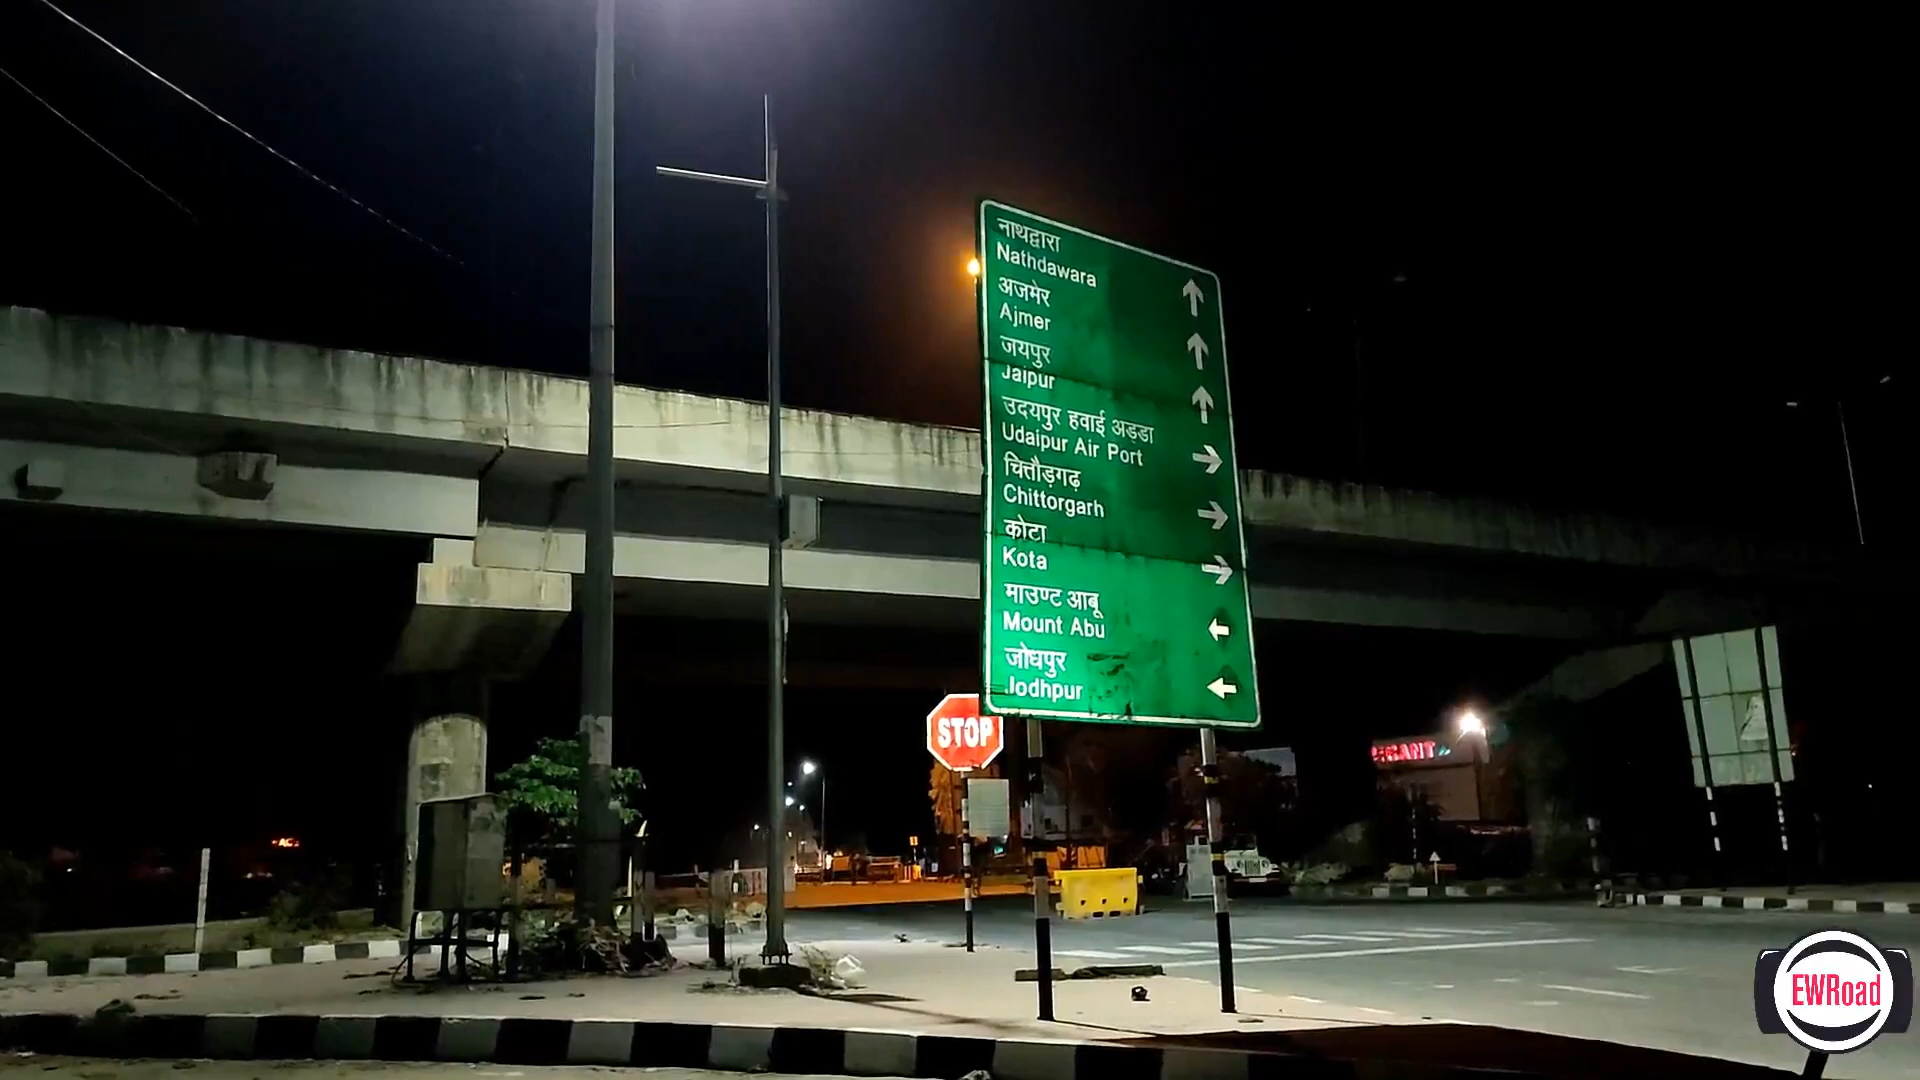 नाथद्वारा
Nathdawara
अजमेर
Ajmer
जयपुर
Jaipur
उदयपुर हवाई अड्डा
Udaipur Air Port
चित्तौड़गढ़
Chittorgarh
कोटा
Kota
माउण्ट आबू
Mount Abu
जोधपुर
Jodhpur
STOP
EWRoad